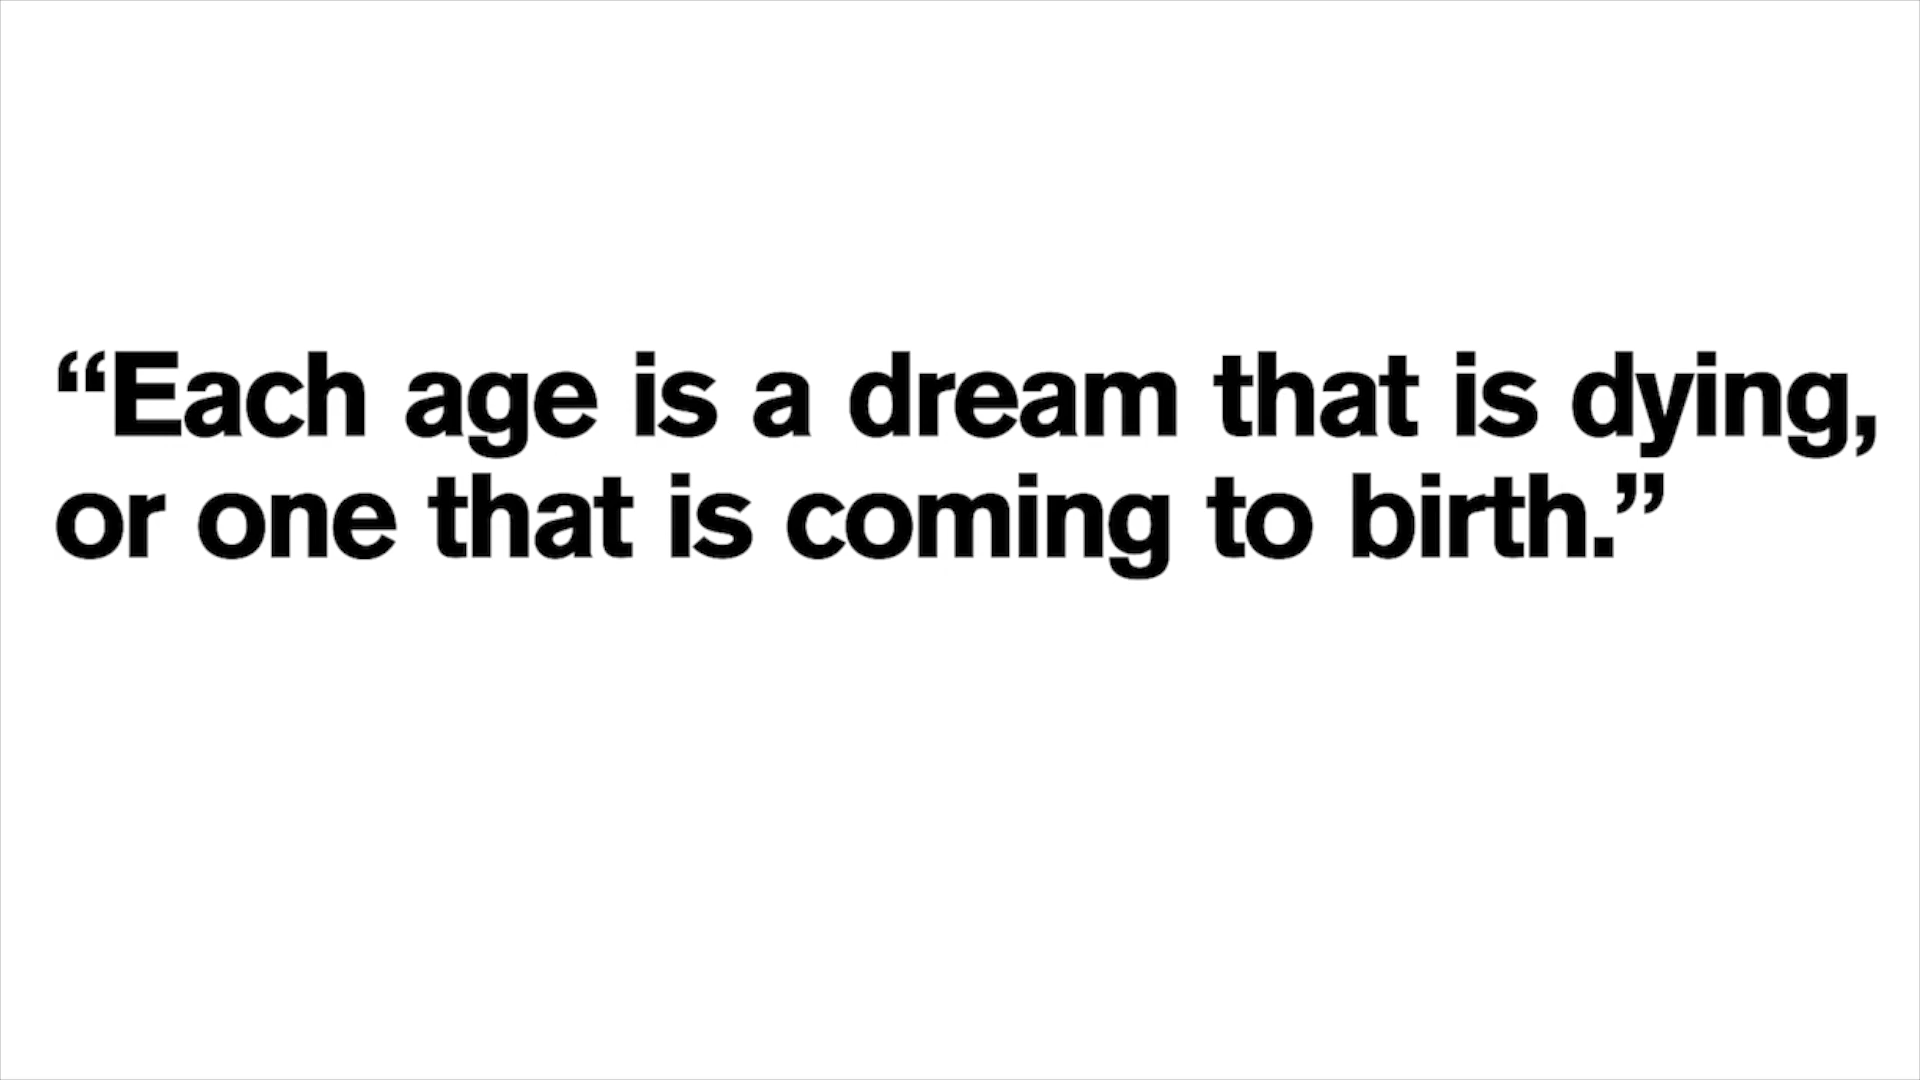 “Each age is a dream that is dying,
or one that is coming to birth.”